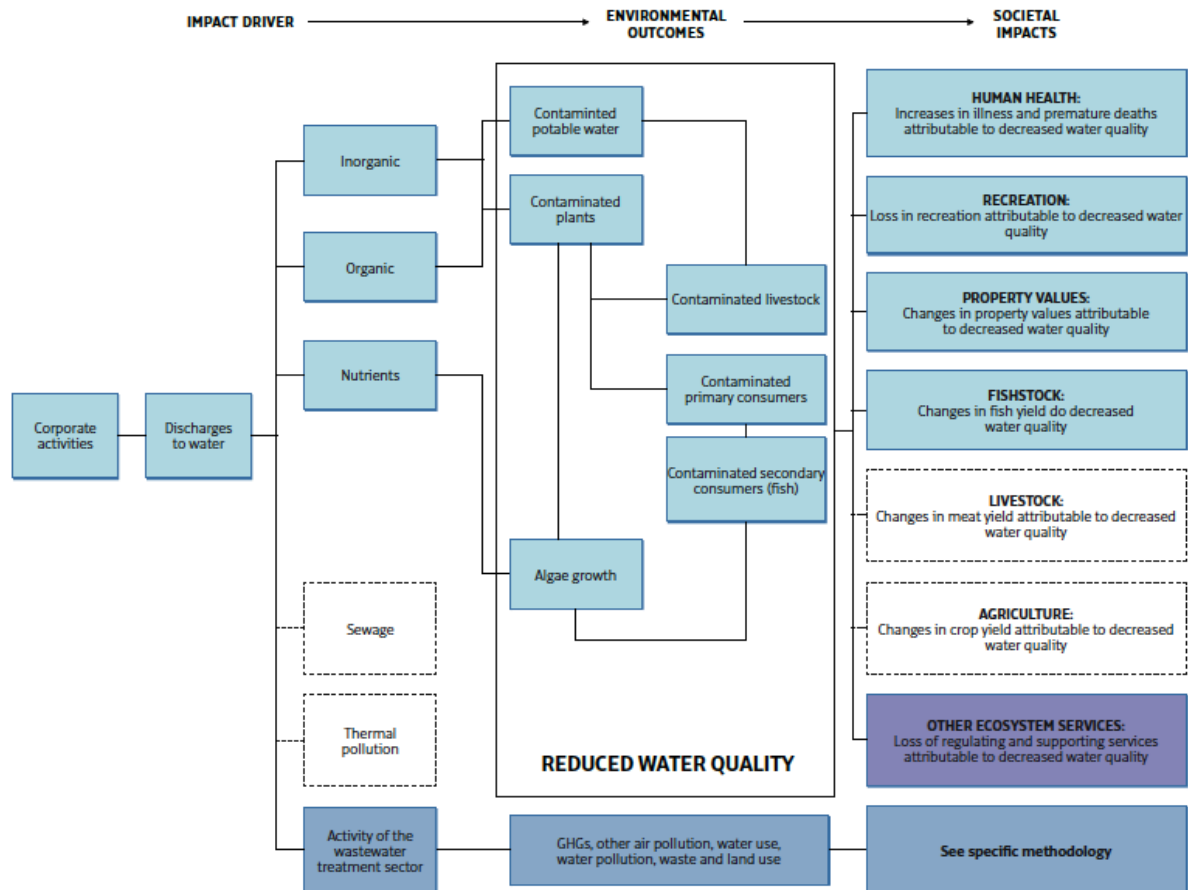 IMPACT DRIVER
ENVIRONMENTAL
OUTCOMES
SOCIETAL
IMPACTS
Corporate
activities
Discharges
to water
Inorganic
Organic
Nutrients
Sewage
Thermal
pollution
Activity of the
wastewater
treatment sector
Contaminted
potable water
Contaminated
plants
Contaminated livestock
Contaminated
primary consumers
Contaminated secondary
consumers (fish)
Algae growth
REDUCED WATER QUALITY
GHGs, other air pollution, water use,
water pollution, waste and land use
HUMAN HEALTH:
Increases in illness and premature deaths
attributable to decreased water quality
RECREATION:
Loss in recreation attributable to decreased water
quality
PROPERTY VALUES:
Changes in property values attributable
to decreased water quality
FISHSTOCK:
Changes in fish yield do decreased
water quality
LIVESTOCK:
Changes in meat yield attributable to decreased
water quality
AGRICULTURE:
Changes in crop yield attributable to decreased
water quality
OTHER ECOSYSTEM SERVICES:
Loss of regulating and supporting services
attributable to decreased water quality
See specific methodology